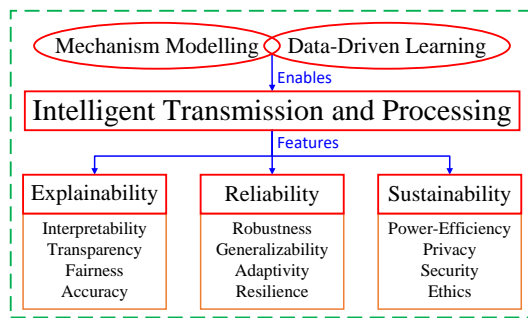 Mechanism Modelling Data-Driven Learning
Enables
Intelligent Transmission and Processing
Features
Explainability Reliability Sustainability
Interpretability Robustness Power-Efficiency
Transparency Generalizability Privacy
Fairness Adaptivity Security
Accuracy Resilience Ethics